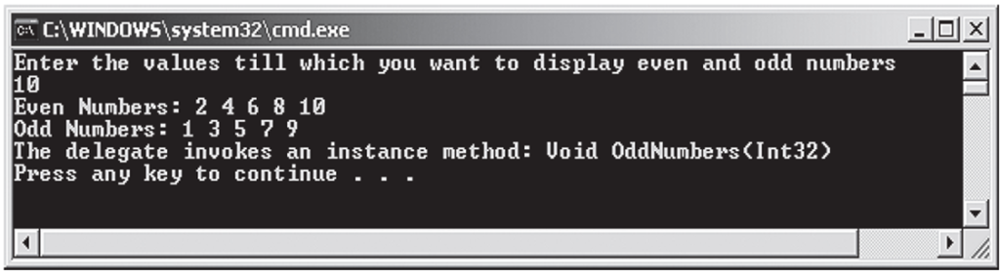 C:\WINDOWS\system32\cmd.exe
Enter the values till which you want to display even and odd numbers
10
Even Numbers: 2 4 6 8 10
Odd Numbers: 1 3 5 7 9
The delegate invokes an instance method: Void OddNumbers(Int32)
Press any key to continue . . .